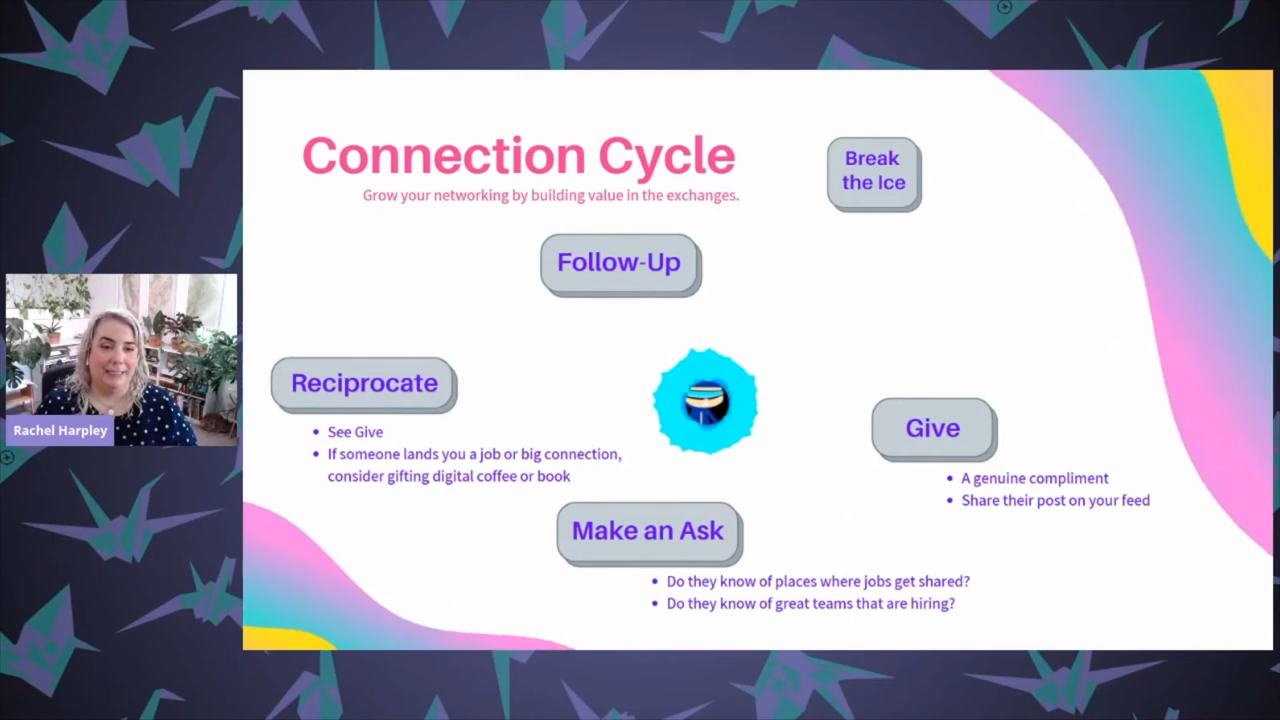 Connection Cycle
Grow your networking by building value in the exchanges.
Break
the Ice
Follow-Up
Reciprocate
• See Give
• If someone lands you a job or big connection,
consider gifting digital coffee or book
Give
• A genuine compliment
• Share their post on your feed
Make an Ask
• Do they know of places where jobs get shared?
• Do they know of great teams that are hiring?
Rachel Harpley